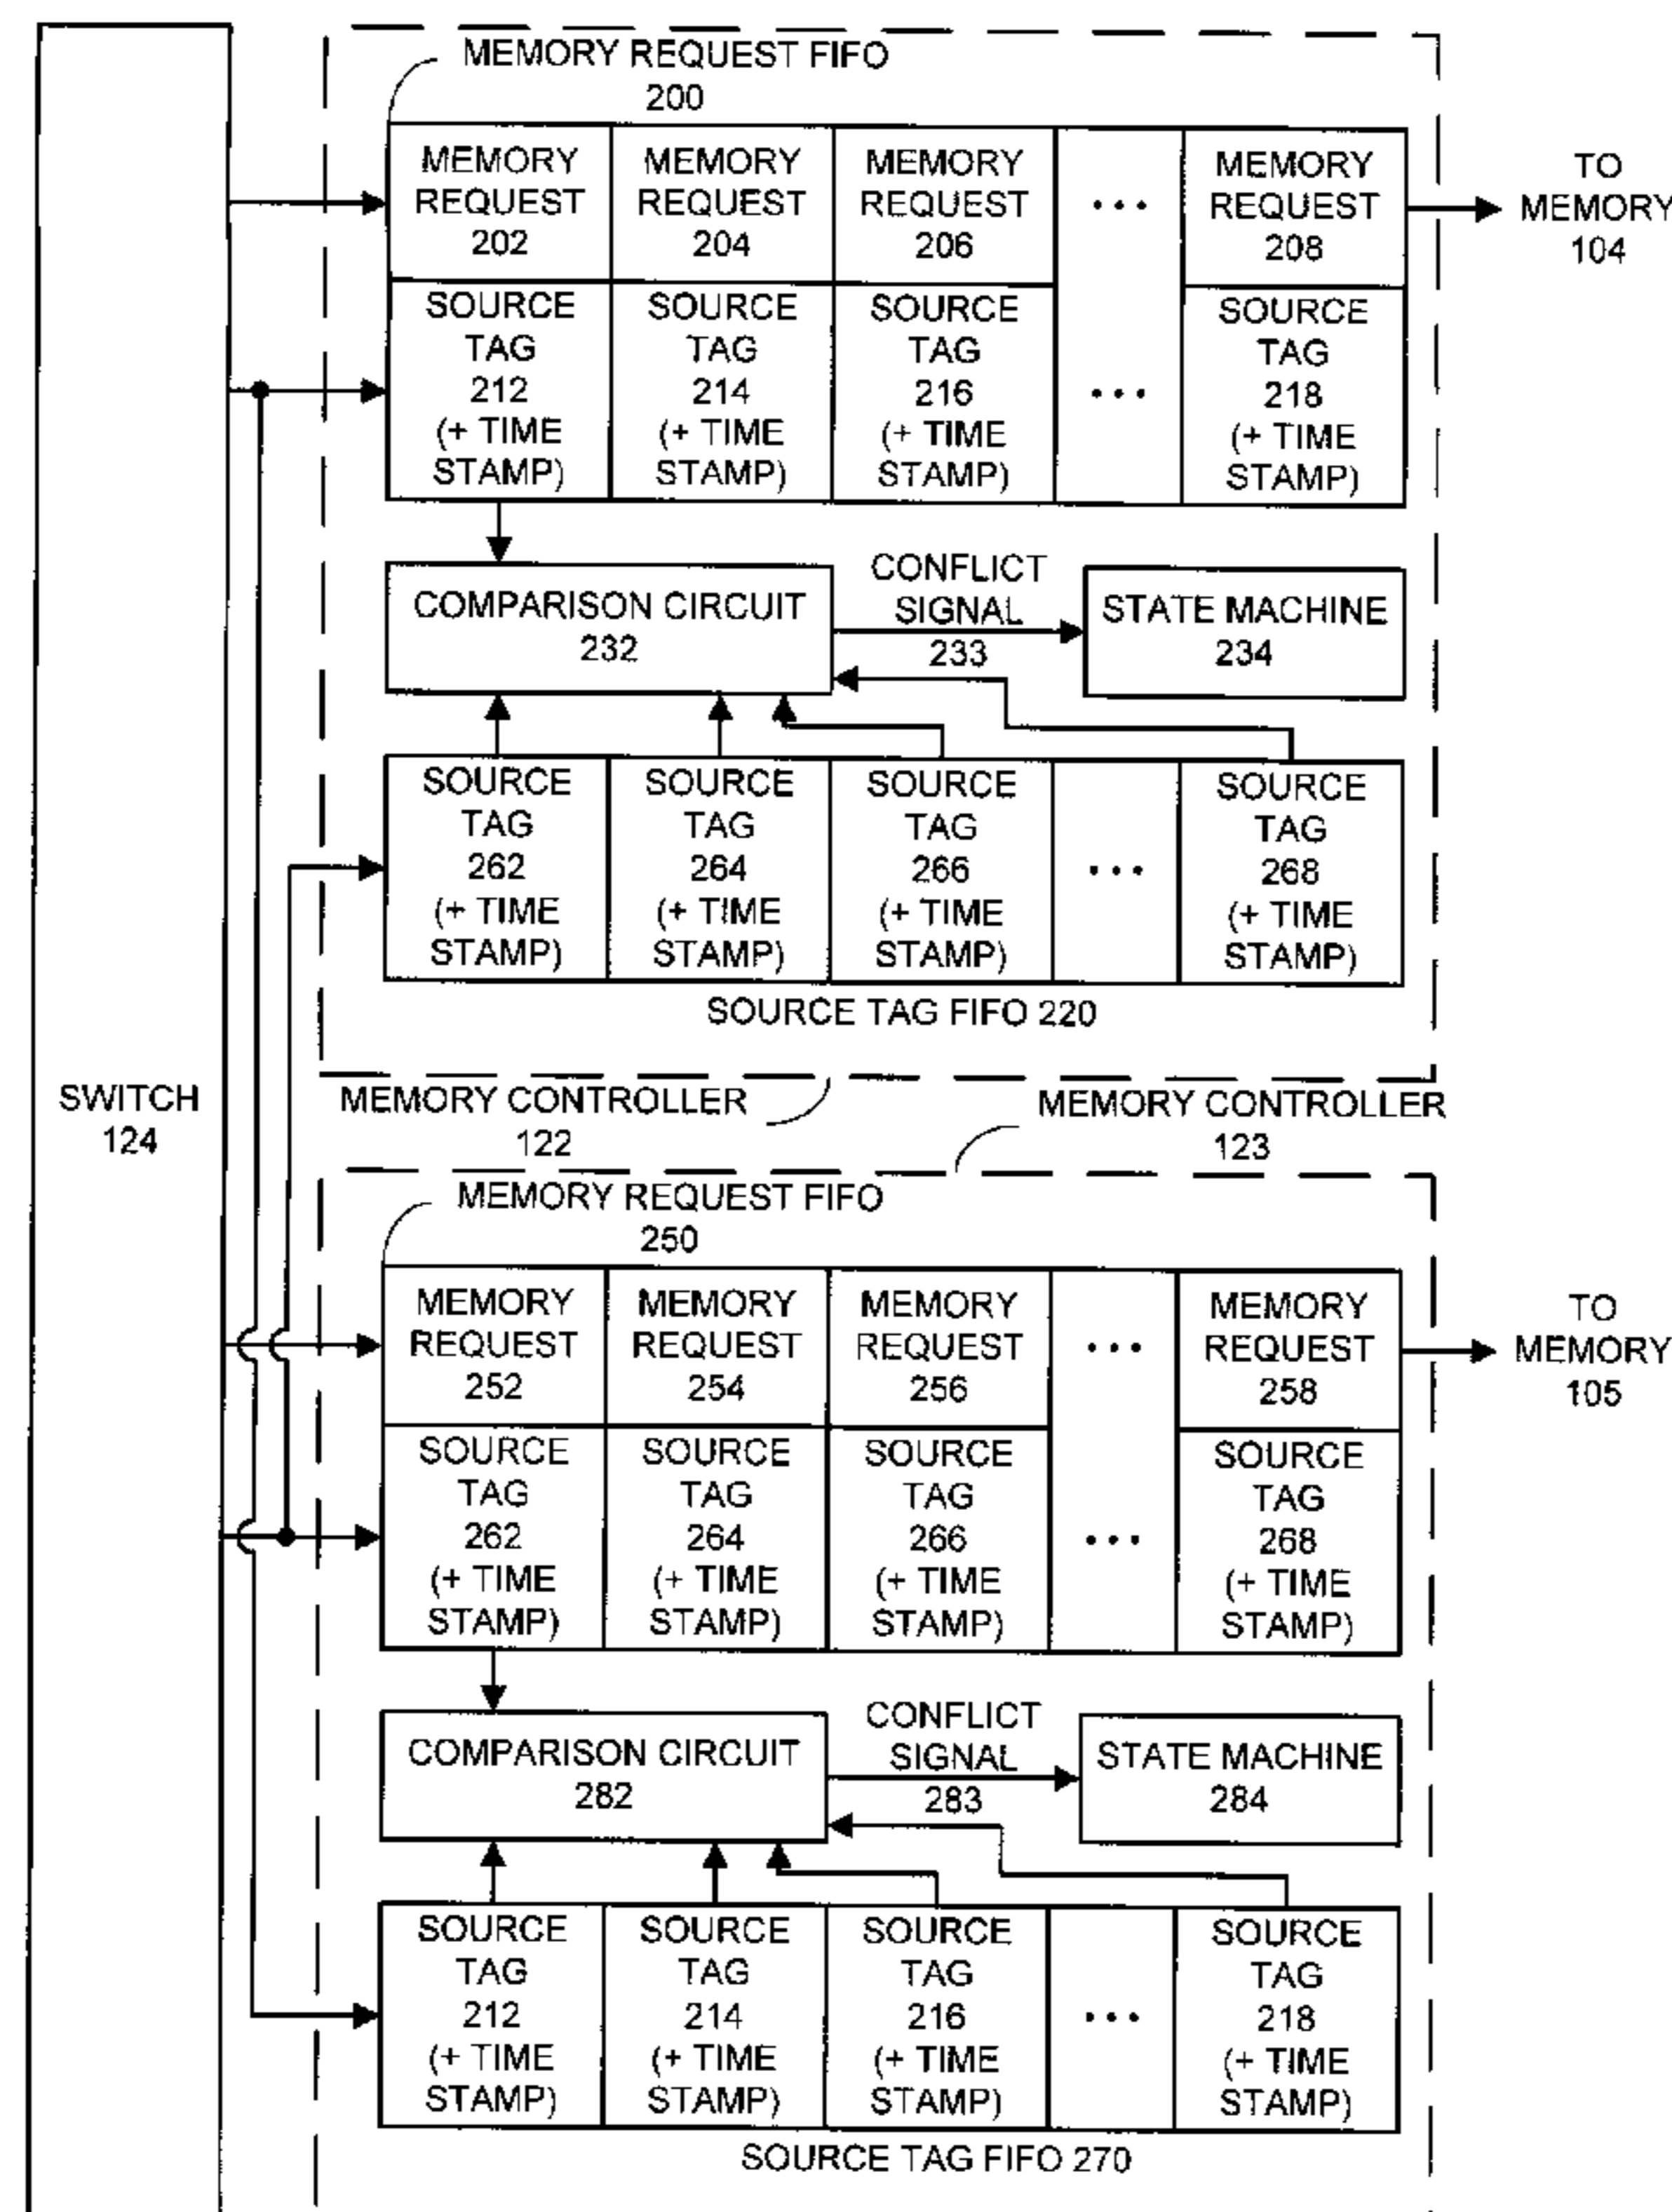 MEMORY REQUEST FIFO
200
MEMORY REQUEST 202
MEMORY REQUEST 204
MEMORY REQUEST 206
• • •
MEMORY REQUEST 208
TO MEMORY 104
SOURCE TAG 212 (+ TIME STAMP)
SOURCE TAG 214 (+ TIME STAMP)
SOURCE TAG 216 (+ TIME STAMP)
• • •
SOURCE TAG 218 (+ TIME STAMP)
COMPARISON CIRCUIT
232
CONFLICT
SIGNAL
233
STATE MACHINE
234
SOURCE TAG 262 (+ TIME STAMP)
SOURCE TAG 264 (+ TIME STAMP)
SOURCE TAG 266 (+ TIME STAMP)
• • •
SOURCE TAG 268 (+ TIME STAMP)
SOURCE TAG FIFO 220
SWITCH
124
MEMORY CONTROLLER
122
MEMORY CONTROLLER
123
MEMORY REQUEST FIFO
250
MEMORY REQUEST 252
MEMORY REQUEST 254
MEMORY REQUEST 256
• • •
MEMORY REQUEST 258
TO MEMORY 105
SOURCE TAG 262 (+ TIME STAMP)
SOURCE TAG 264 (+ TIME STAMP)
SOURCE TAG 266 (+ TIME STAMP)
• • •
SOURCE TAG 268 (+ TIME STAMP)
COMPARISON CIRCUIT
282
CONFLICT
SIGNAL
283
STATE MACHINE
284
SOURCE TAG 212 (+ TIME STAMP)
SOURCE TAG 214 (+ TIME STAMP)
SOURCE TAG 216 (+ TIME STAMP)
• • •
SOURCE TAG 218 (+ TIME STAMP)
SOURCE TAG FIFO 270